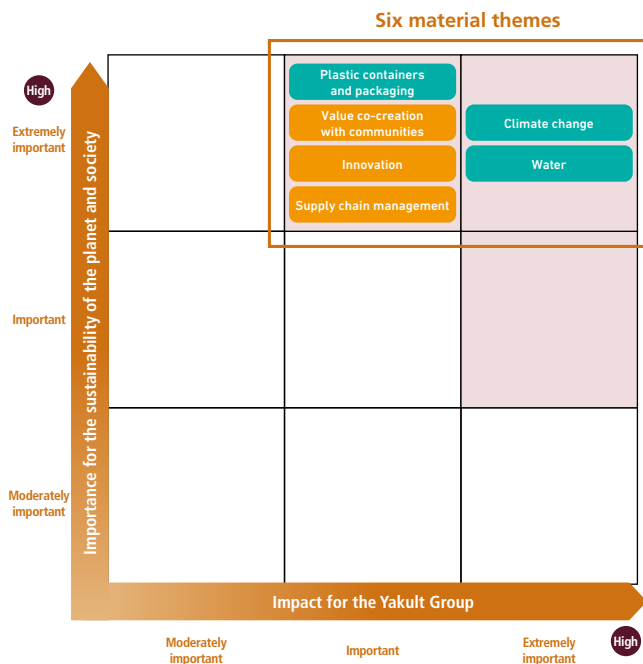 Six material themes
High
Extremely
important
Important
Moderately
important
Importance for the sustainability of the planet and society
Plastic containers
and packaging
Value co-creation
with communities
Innovation
Supply chain management
Climate change
Water
Impact for the Yakult Group
Moderately
important
Important
Extremely
important
High